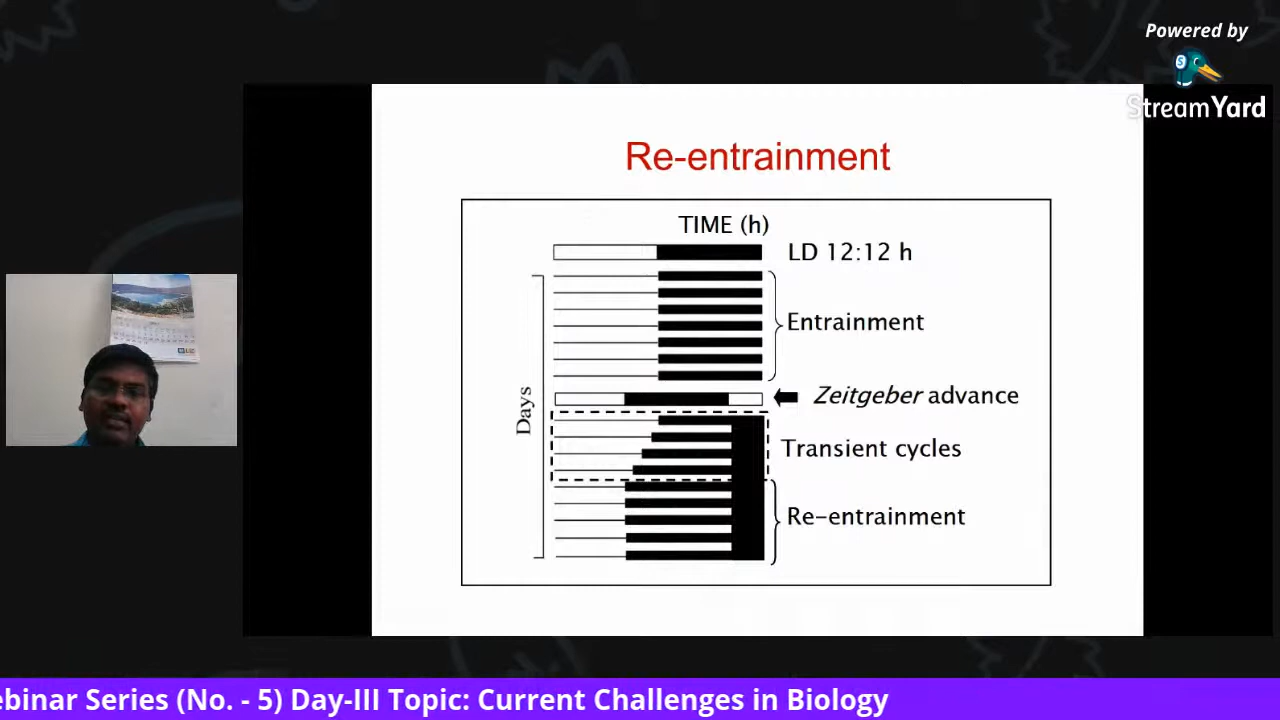 Powered by
StreamYard
Re-entrainment
TIME (h)
LD 12:12 h
Entrainment
Days
Zeitgeber advance
Transient cycles
Re-entrainment
ebinar Series (No. - 5) Day-III Topic: Current Challenges in Biology